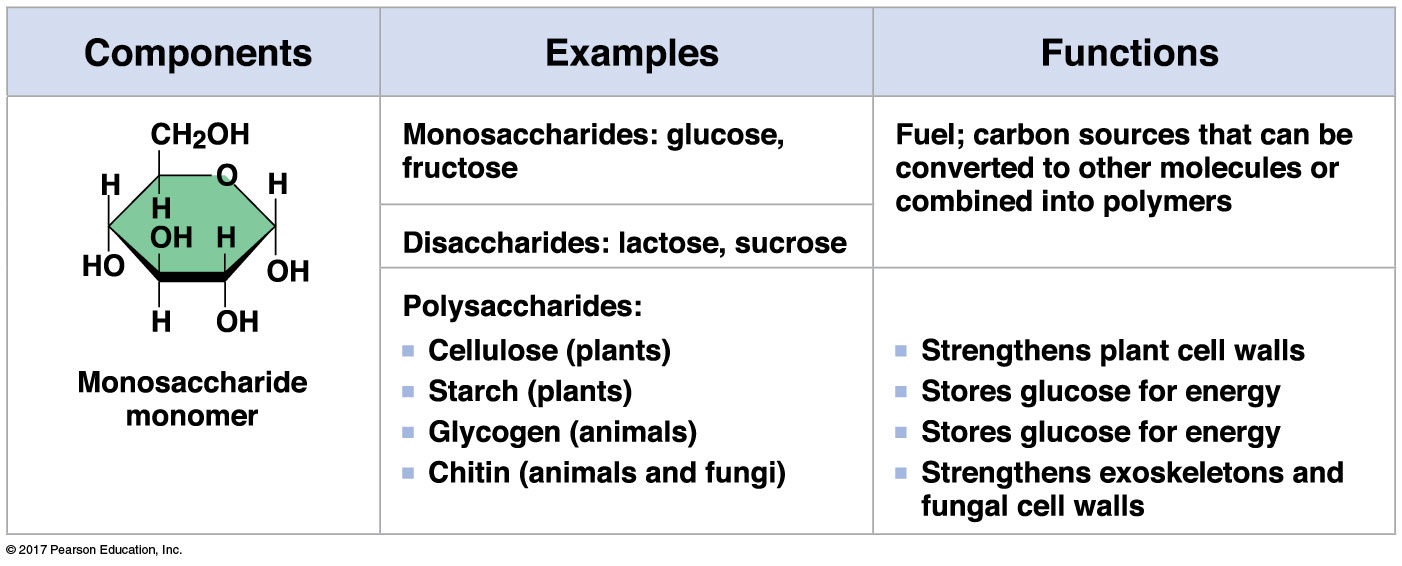 Components
Examples
Functions
CH2OH
H
O
H
H
OH
H
HO
OH
H
OH
Monosaccharide
monomer
Monosaccharides: glucose,
fructose
Fuel; carbon sources that can be
converted to other molecules or
combined into polymers
Disaccharides: lactose, sucrose
Polysaccharides:
Cellulose (plants)
Starch (plants)
Glycogen (animals)
Chitin (animals and fungi)
Strengthens plant cell walls
Stores glucose for energy
Stores glucose for energy
Strengthens exoskeletons and
fungal cell walls
© 2017 Pearson Education, Inc.